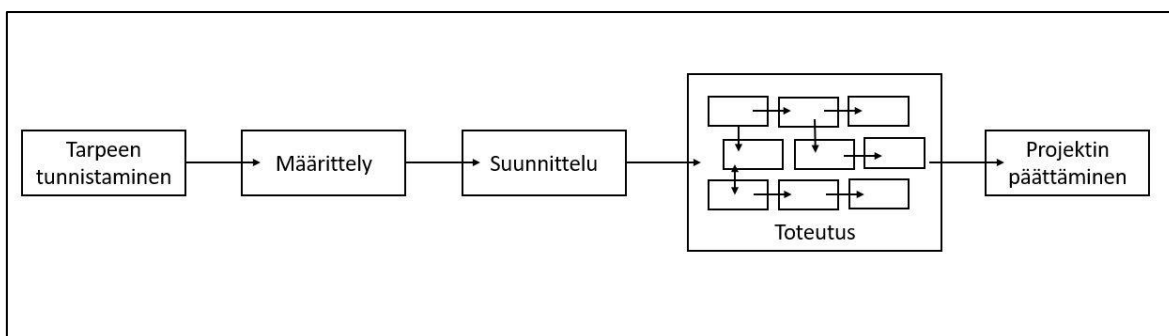 Tarpeen
tunnistaminen
Määrittely
Suunnittelu
Toteutus
Projektin
päättäminen